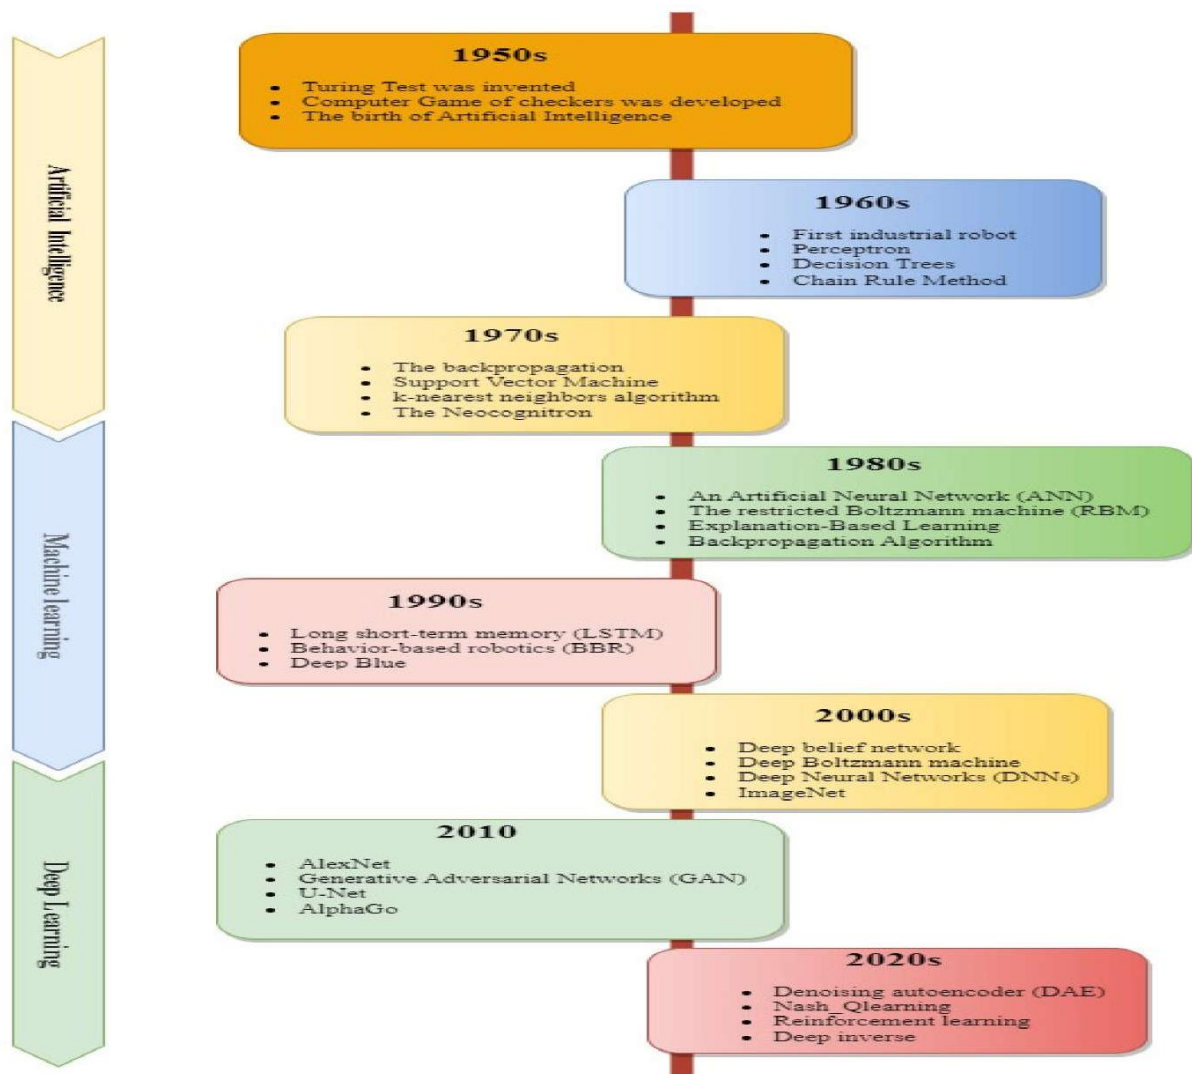 Artificial Intelligence
Machine learning
Deep Learning
1950s
• Turing Test was invented
• Computer Game of checkers was developed
• The birth of Artificial Intelligence
1960s
• First industrial robot
• Perceptron
• Decision Trees
• Chain Rule Method
1970s
• The backpropagation
• Support Vector Machine
• k-nearest neighbors algorithm
• The Neocognitron
1980s
• An Artificial Neural Network (ANN)
• The restricted Boltzmann machine (RBM)
• Explanation-Based Learning
• Backpropagation Algorithm
1990s
• Long short-term memory (LSTM)
• Behavior-based robotics (BBR)
• Deep Blue
2000s
• Deep belief network
• Deep Boltzmann machine
• Deep Neural Networks (DNNs)
• ImageNet
2010
• AlexNet
• Generative Adversarial Networks (GAN)
• U-Net
• AlphaGo
2020s
• Denoising autoencoder (DAE)
• Nash_Qlearning
• Reinforcement learning
• Deep inverse